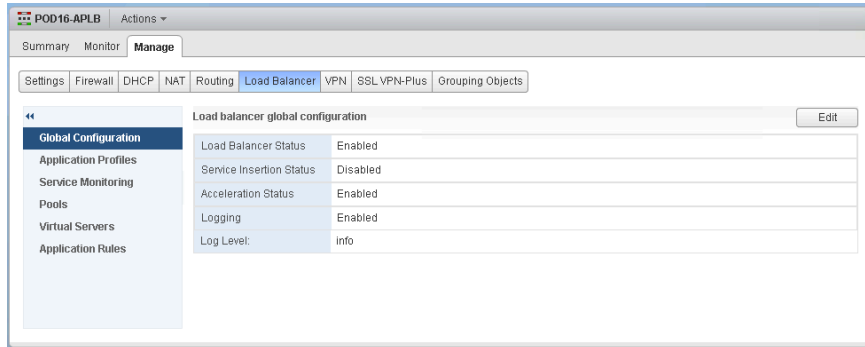 POD16-APLB Actions
Summary Monitor Manage
Settings Firewall DHCP NAT Routing Load Balancer VPN SSL VPN-Plus Grouping Objects
Global Configuration
Application Profiles
Service Monitoring
Pools
Virtual Servers
Application Rules
Load balancer global configuration Edit
Load Balancer Status Enabled
Service Insertion Status Disabled
Acceleration Status Enabled
Logging Enabled
Log Level: info